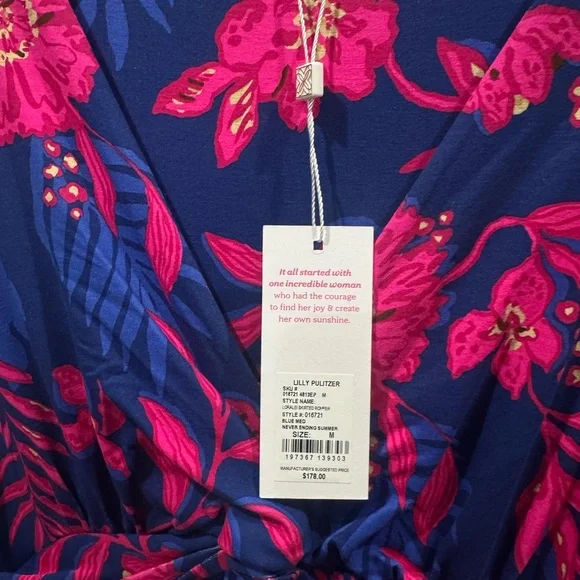 It all started with
one incredible woman
who had the courage
to find her joy & create
her own sunshine.
LILLY PULITZER
SKU #
016721 4813EP M
STYLE NAME:
LORALEI SKIRTED ROMPER
STYLE #: 016721
BLUE MED
NEVER ENDING SUMMER
SIZE: M
197367 139303
MANUFACTURER'S SUGGESTED PRICE
$178.00